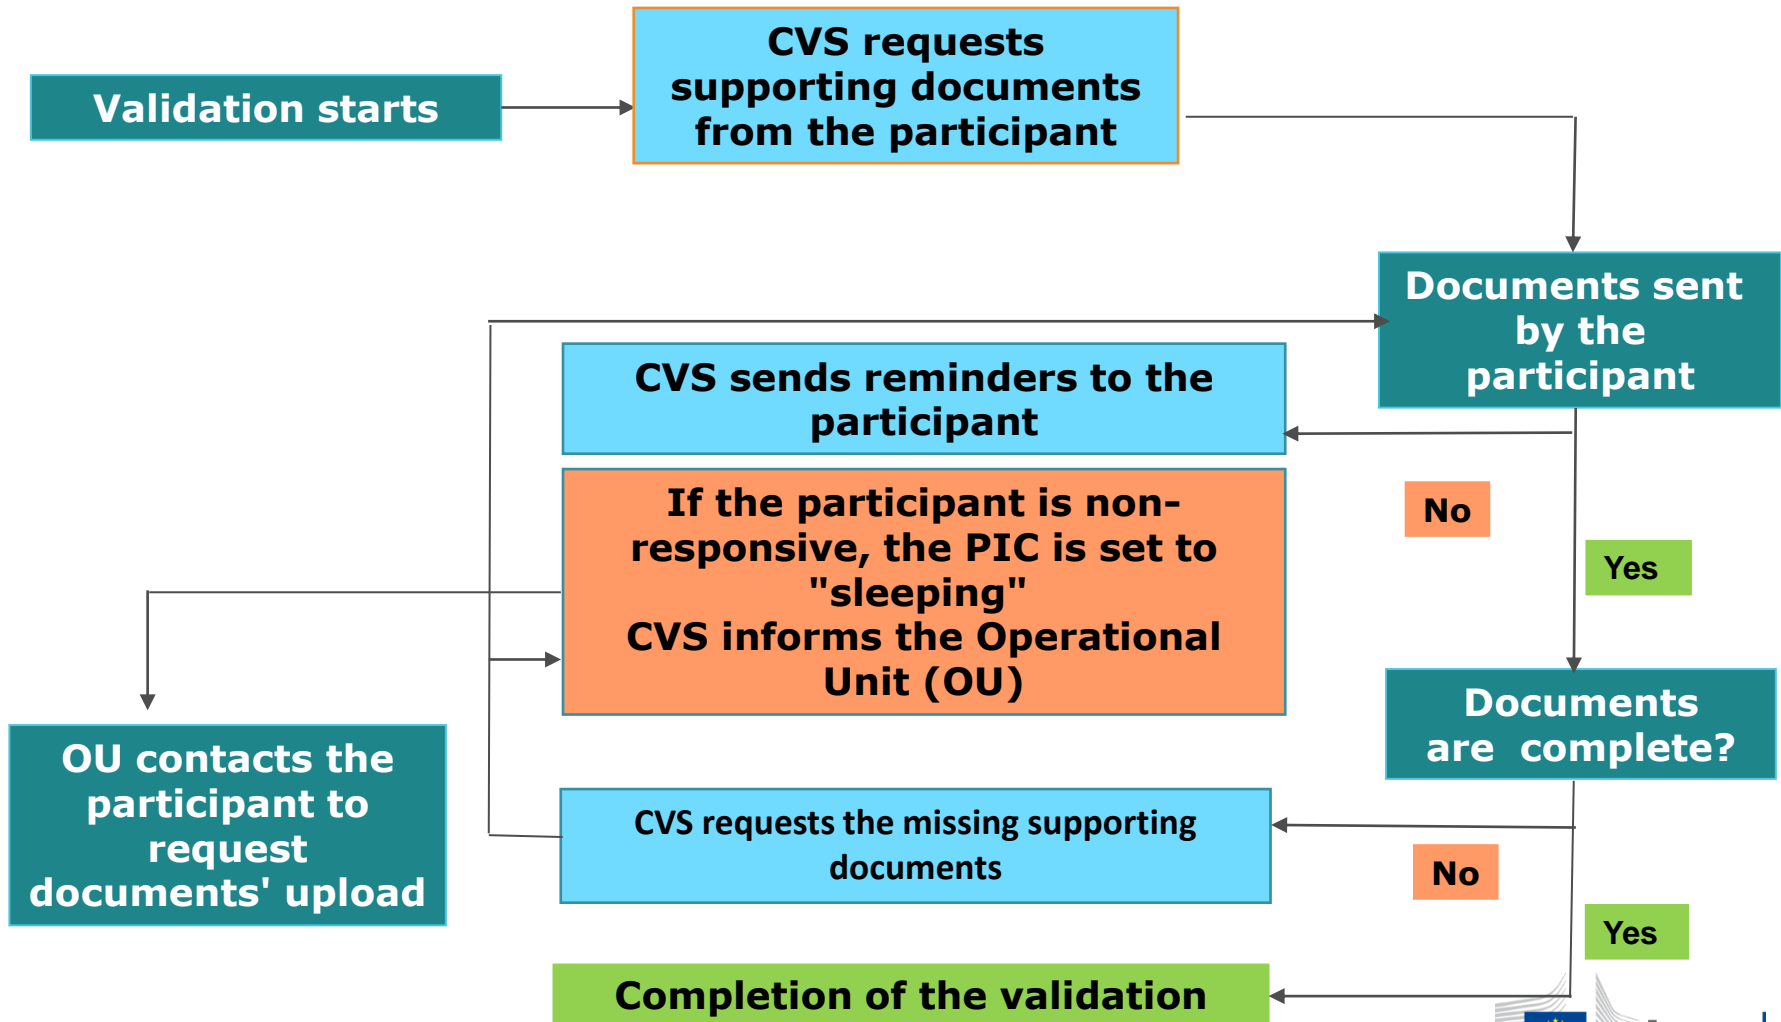 CVS requests
supporting documents
from the participant
Validation starts
Documents sent
by the
participant
CVS sends reminders to the
participant
If the participant is non-
responsive, the PIC is set to
"sleeping"
CVS informs the Operational
Unit (OU)
No
Yes
Documents
are complete?
OU contacts the
participant to
request
documents' upload
CVS requests the missing supporting
documents
No
Yes
Completion of the validation